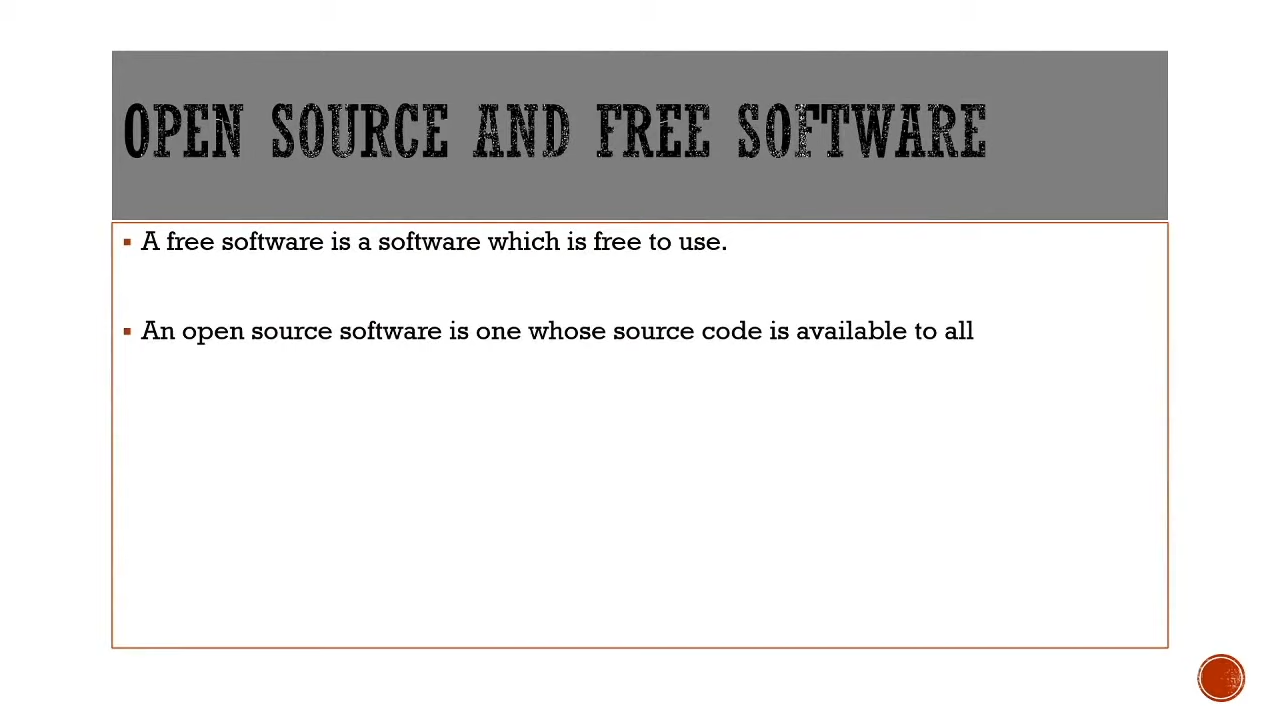 OPEN SOURCE AND FREE SOFTWARE
A free software is a software which is free to use.
An open source software is one whose source code is available to all